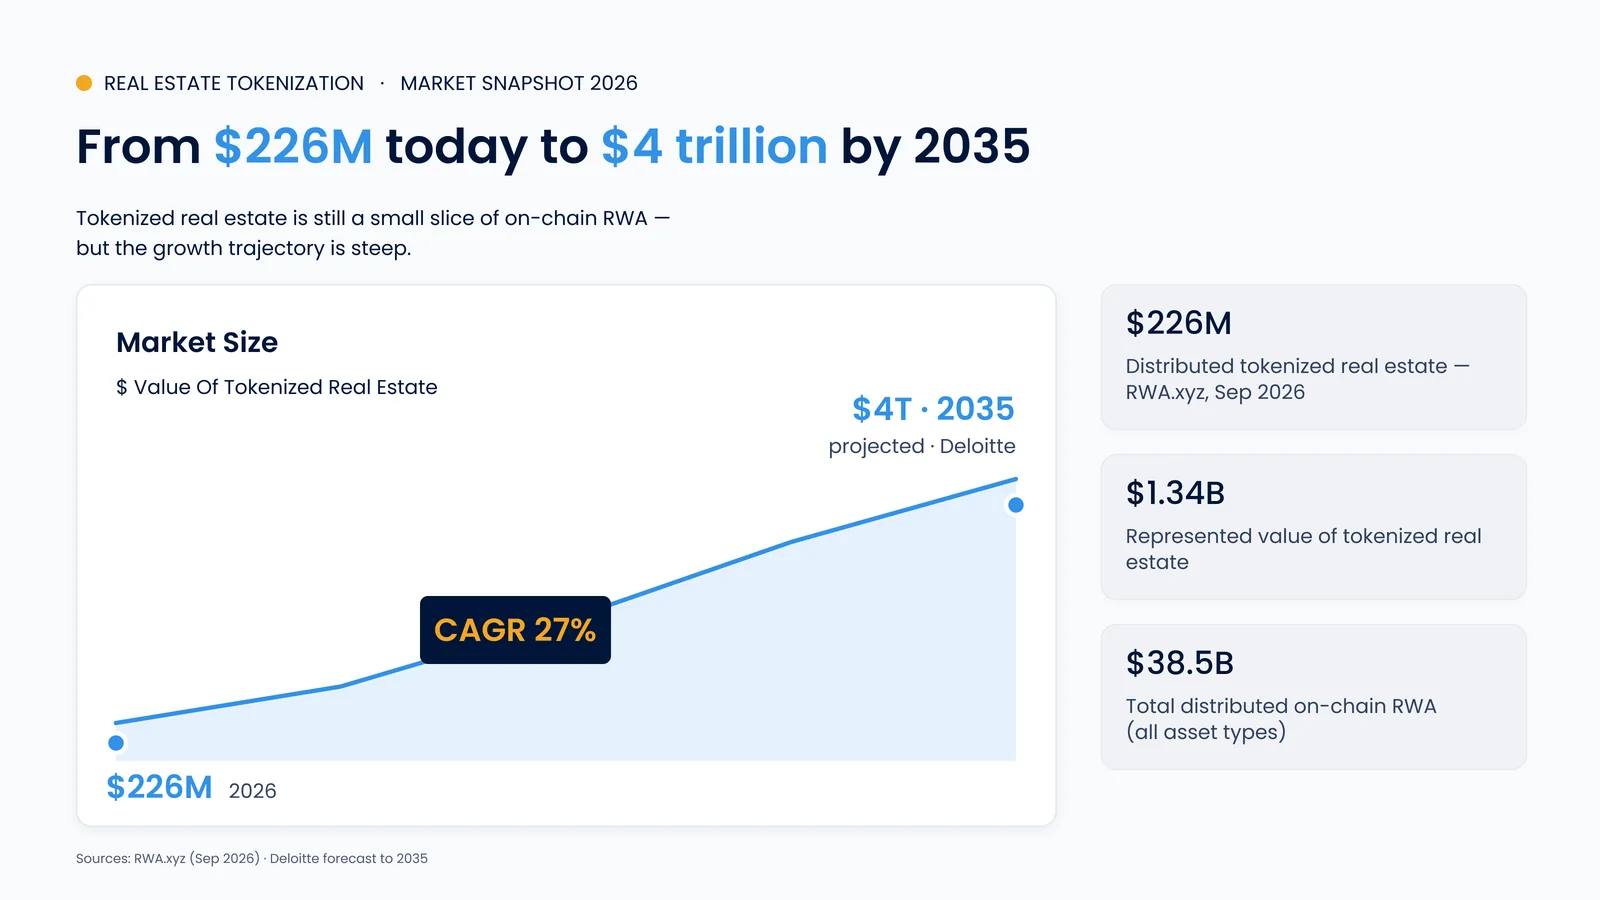 REAL ESTATE TOKENIZATION · MARKET SNAPSHOT 2026
From $226M today to $4 trillion by 2035
Tokenized real estate is still a small slice of on-chain RWA —
but the growth trajectory is steep.
Market Size
$ Value Of Tokenized Real Estate
$4T · 2035
projected · Deloitte
CAGR 27%
$226M 2026
$226M
Distributed tokenized real estate —
RWA.xyz, Sep 2026
$1.34B
Represented value of tokenized real
estate
$38.5B
Total distributed on-chain RWA
(all asset types)
Sources: RWA.xyz (Sep 2026) · Deloitte forecast to 2035